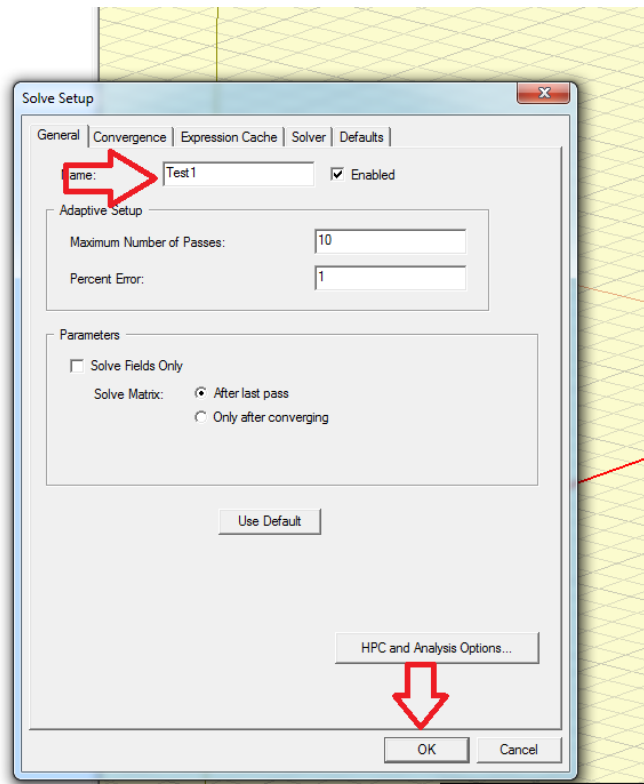 Solve Setup
General Convergence Expression Cache Solver Defaults
Name: Test1 Enabled
Adaptive Setup
Maximum Number of Passes: 10
Percent Error: 1
Parameters
Solve Fields Only
Solve Matrix: After last pass
Only after converging
Use Default
HPC and Analysis Options...
OK Cancel